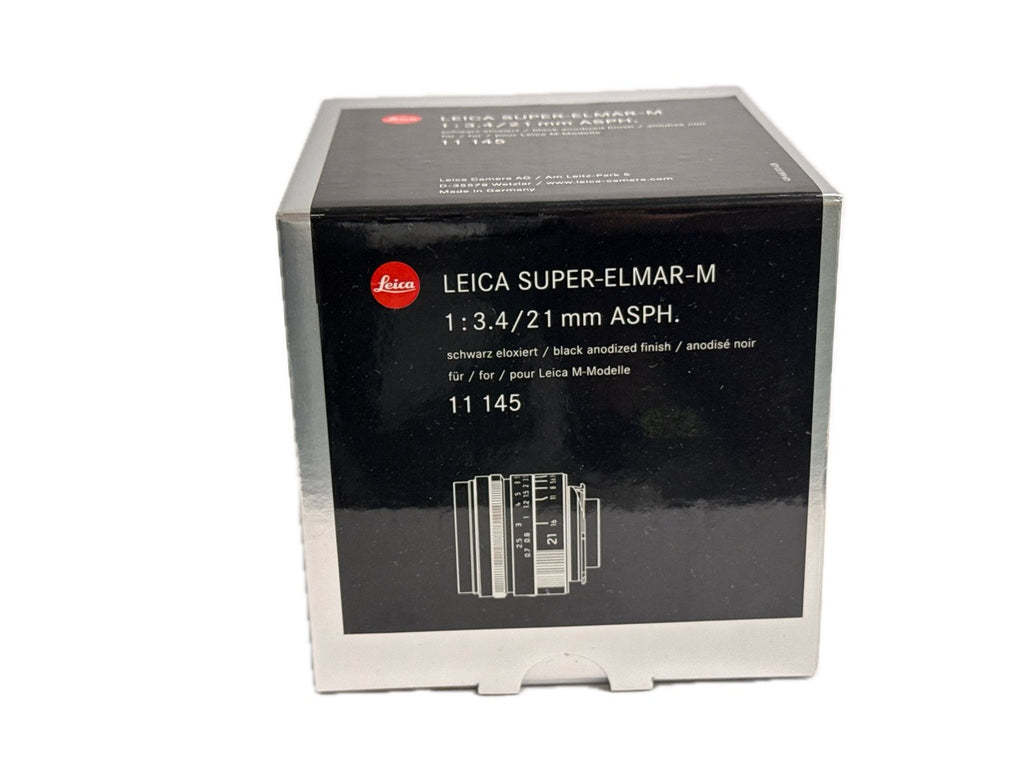 Leica
LEICA SUPER-ELMAR-M
1:3.4/21 mm ASPH.
schwarz eloxiert / black anodized finish / anodisé noir
für / for / pour Leica M-Modelle
11 145
Leica Camera AG / Am Leitz-Park 5
D-35578 Wetzlar / www.leica-camera.com
Made in Germany
Leica
LEICA SUPER-ELMAR-M
1:3.4/21 mm ASPH.
schwarz eloxiert / black anodized finish / anodisé noir
für / for / pour Leica M-Modelle
11 145
2.5 3 4 5 8
0.7 0.8 1 1.2 1.5 2 3
21 16 11 8